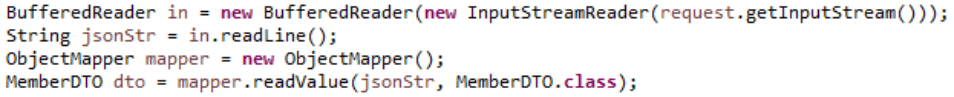 BufferedReader in = new BufferedReader(new InputStreamReader(request.getInputStream()));
String jsonStr = in.readLine();
ObjectMapper mapper = new ObjectMapper();
MemberDTO dto = mapper.readValue(jsonStr, MemberDTO.class);